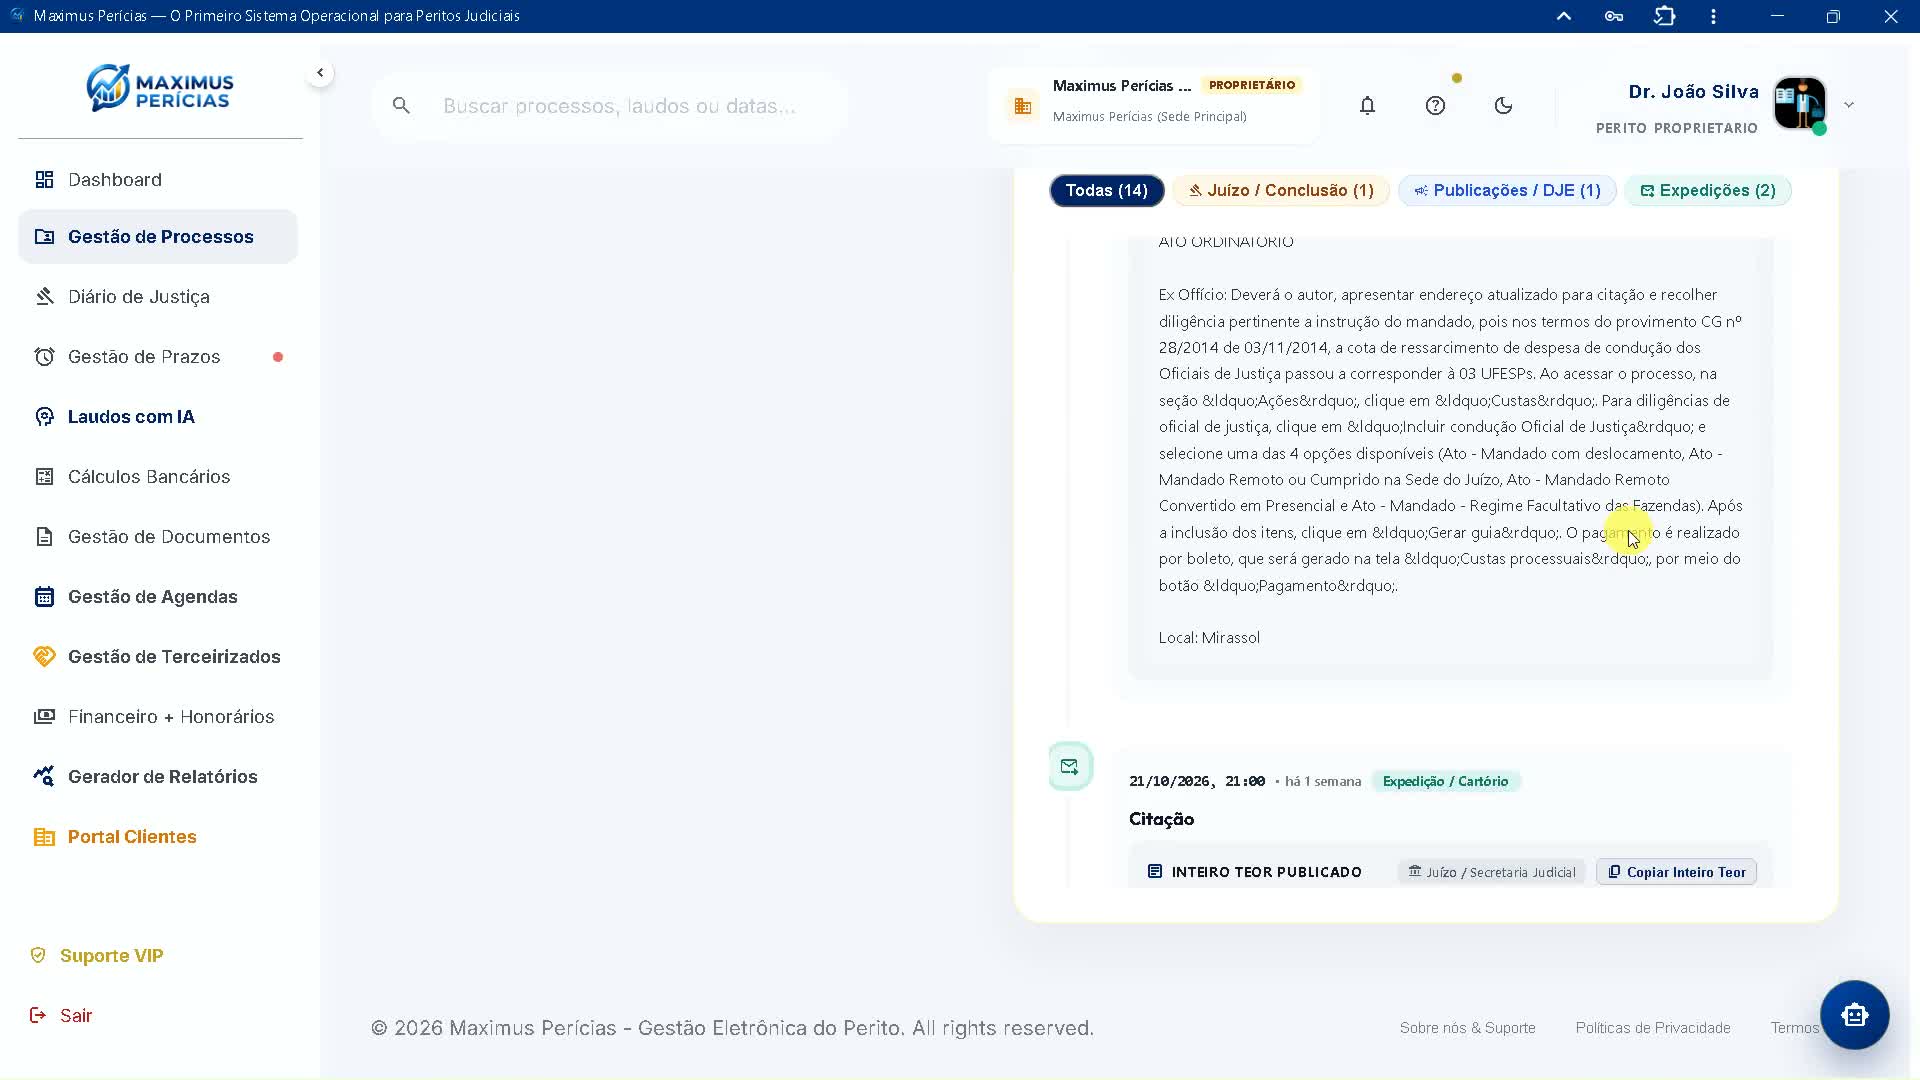 Maximus Perícias — O Primeiro Sistema Operacional para Peritos Judiciais
MAXIMUS
PERÍCIAS
Dashboard
Gestão de Processos
Diário de Justiça
Gestão de Prazos
Laudos com IA
Cálculos Bancários
Gestão de Documentos
Gestão de Agendas
Gestão de Terceirizados
Financeiro + Honorários
Gerador de Relatórios
Portal Clientes
Suporte VIP
Sair
Buscar processos, laudos ou datas...
Maximus Perícias ... PROPRIETÁRIO
Maximus Perícias (Sede Principal)
Dr. João Silva
PERITO PROPRIETARIO
Todas (14) Juízo / Conclusão (1) Publicações / DJE (1) Expedições (2)
ATO ORDINATÓRIO
Ex Offício: Deverá o autor, apresentar endereço atualizado para citação e recolher
diligência pertinente a instrução do mandado, pois nos termos do provimento CG nº
28/2014 de 03/11/2014, a cota de ressarcimento de despesa de condução dos
Oficiais de Justiça passou a corresponder à 03 UFESPs. Ao acessar o processo, na
seção &ldquo;Ações&rdquo;, clique em &ldquo;Custas&rdquo;. Para diligências de
oficial de justiça, clique em &ldquo;Incluir condução Oficial de Justiça&rdquo; e
selecione uma das 4 opções disponíveis (Ato - Mandado com deslocamento, Ato -
Mandado Remoto ou Cumprido na Sede do Juízo, Ato - Mandado Remoto
Convertido em Presencial e Ato - Mandado - Regime Facultativo das Fazendas). Após
a inclusão dos itens, clique em &ldquo;Gerar guia&rdquo;. O pagamento é realizado
por boleto, que será gerado na tela &ldquo;Custas processuais&rdquo;, por meio do
botão &ldquo;Pagamento&rdquo;.
Local: Mirassol
21/10/2026, 21:00 • há 1 semana Expedição / Cartório
Citação
INTEIRO TEOR PUBLICADO Juízo / Secretaria Judicial Copiar Inteiro Teor
© 2026 Maximus Perícias - Gestão Eletrônica do Perito. All rights reserved.
Sobre nós & Suporte Políticas de Privacidade Termos